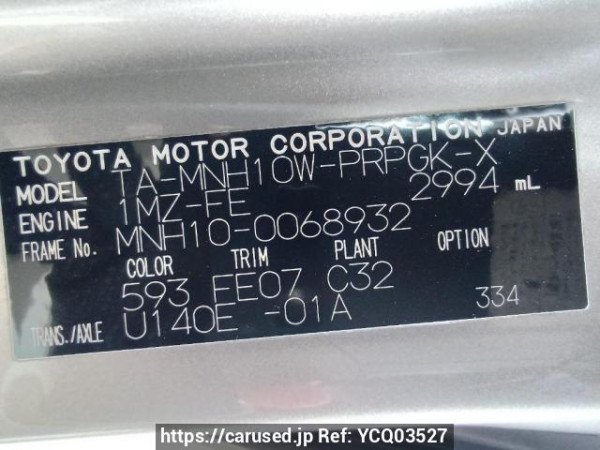 TOYOTA MOTOR CORPORATION JAPAN
MODEL TA-MNH10W-PRPGK-X
ENGINE 1MZ-FE 2994 mL
FRAME No. MNH10-0068932
COLOR TRIM PLANT OPTION
593 FE07 C32
TRANS./AXLE U140E -01A 334
https://carused.jp Ref: YCQ03527